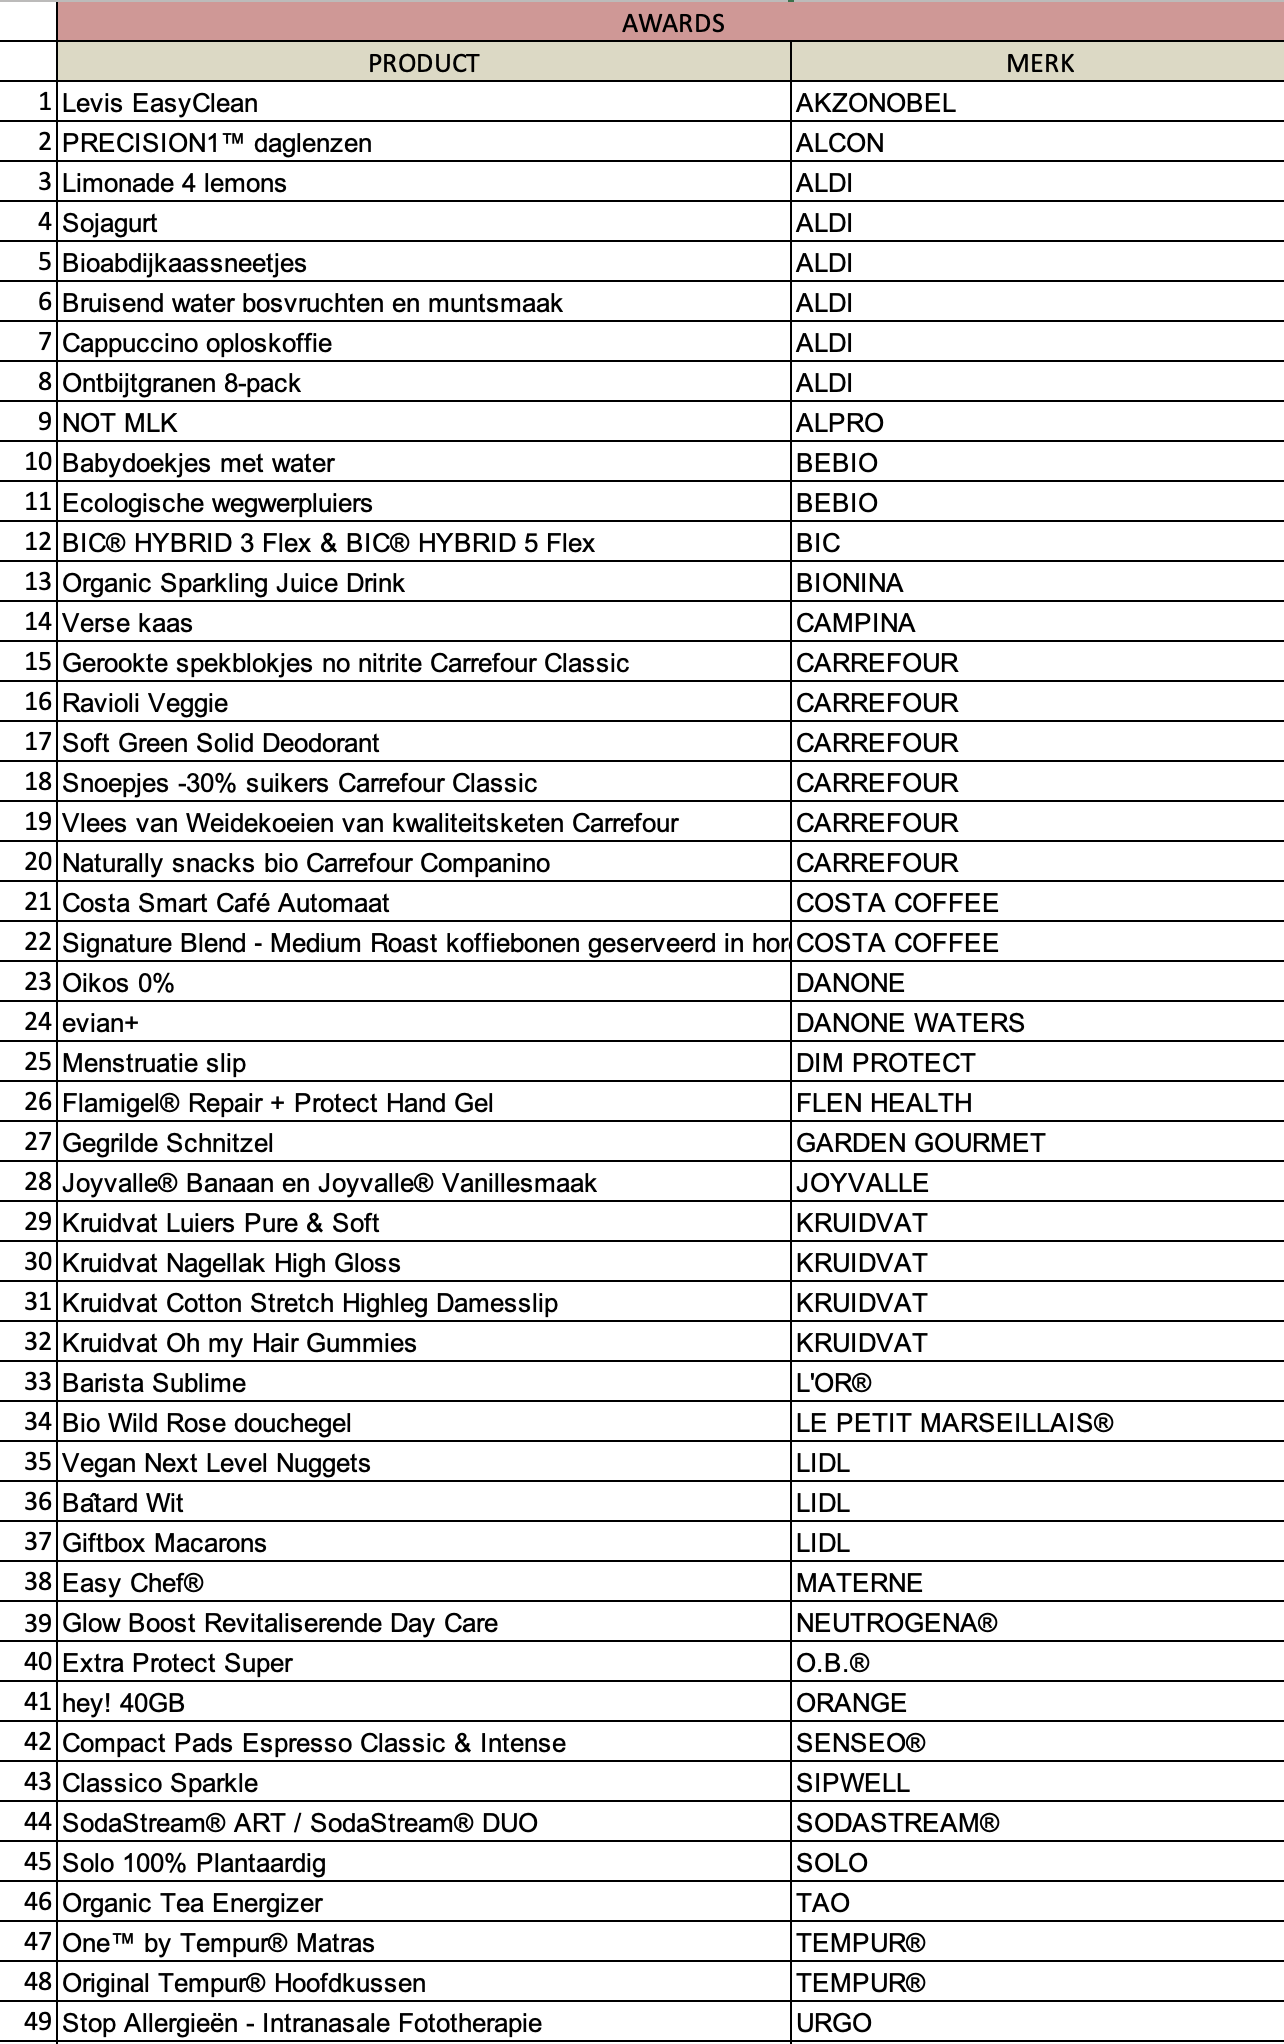 AWARDS
PRODUCT MERK
1 Levis EasyClean AKZONOBEL
2 PRECISION1™ daglenzen ALCON
3 Limonade 4 lemons ALDI
4 Sojagurt ALDI
5 Bioabdijkaassneetjes ALDI
6 Bruisend water bosvruchten en muntsmaak ALDI
7 Cappuccino oploskoffie ALDI
8 Ontbijtgranen 8-pack ALDI
9 NOT MLK ALPRO
10 Babydoekjes met water BEBIO
11 Ecologische wegwerpluiers BEBIO
12 BIC® HYBRID 3 Flex & BIC® HYBRID 5 Flex BIC
13 Organic Sparkling Juice Drink BIONINA
14 Verse kaas CAMPINA
15 Gerookte spekblokjes no nitrite Carrefour Classic CARREFOUR
16 Ravioli Veggie CARREFOUR
17 Soft Green Solid Deodorant CARREFOUR
18 Snoepjes -30% suikers Carrefour Classic CARREFOUR
19 Vlees van Weidekoeien van kwaliteitsketen Carrefour CARREFOUR
20 Naturally snacks bio Carrefour Companino CARREFOUR
21 Costa Smart Café Automaat COSTA COFFEE
22 Signature Blend - Medium Roast koffiebonen geserveerd in COSTA COFFEE
23 Oikos 0% DANONE
24 evian+ DANONE WATERS
25 Menstruatie slip DIM PROTECT
26 Flamigel® Repair + Protect Hand Gel FLEN HEALTH
27 Gegrilde Schnitzel GARDEN GOURMET
28 Joyvalle® Banaan en Joyvalle® Vanillesmaak JOYVALLE
29 Kruidvat Luiers Pure & Soft KRUIDVAT
30 Kruidvat Nagellak High Gloss KRUIDVAT
31 Kruidvat Cotton Stretch Highleg Damesslip KRUIDVAT
32 Kruidvat Oh my Hair Gummies KRUIDVAT
33 Barista Sublime L'OR®
34 Bio Wild Rose douchegel LE PETIT MARSEILLAIS®
35 Vegan Next Level Nuggets LIDL
36 Bâtard Wit LIDL
37 Giftbox Macarons LIDL
38 Easy Chef® MATERNE
39 Glow Boost Revitaliserende Day Care NEUTROGENA®
40 Extra Protect Super O.B.®
41 hey! 40GB ORANGE
42 Compact Pads Espresso Classic & Intense SENSEO®
43 Classico Sparkle SIPWELL
44 SodaStream® ART / SodaStream® DUO SODASTREAM®
45 Solo 100% Plantaardig SOLO
46 Organic Tea Energizer TAO
47 One™ by Tempur® Matras TEMPUR®
48 Original Tempur® Hoofdkussen TEMPUR®
49 Stop Allergieën - Intranasale Fototherapie URGO